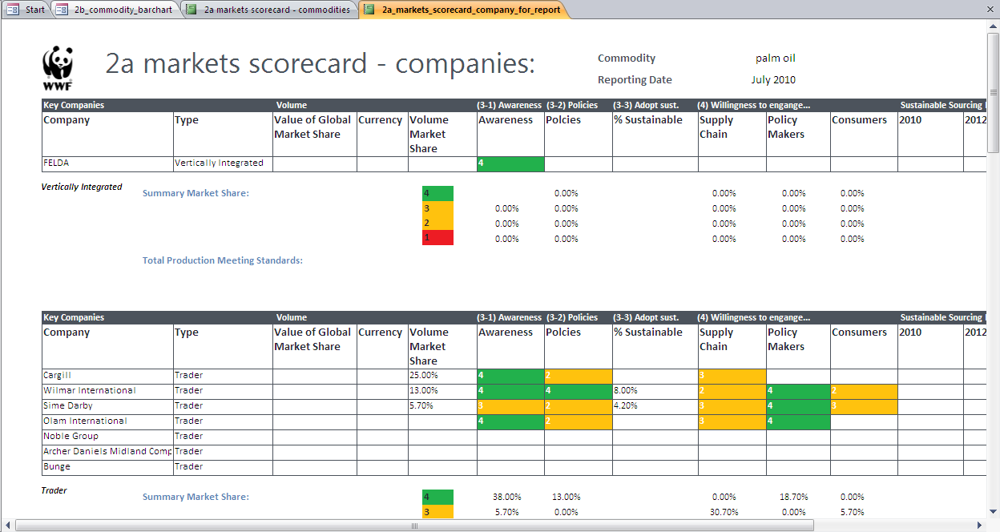 Start 2b_commodity_barchart 2a markets scorecard - commodities 2a_markets_scorecard_company_for_report
WWF
2a markets scorecard - companies:
Commodity palm oil
Reporting Date July 2010
Key Companies Volume (3-1) Awareness (3-2) Policies (3-3) Adopt sust. (4) Willingness to engange... Sustainable Sourcing
Company Type Value of Global Currency Volume Awareness Polcies % Sustainable Supply Policy Consumers 2010 2012
Market Share Market Chain Makers
Share
FELDA Vertically Integrated 4
Vertically Integrated
Summary Market Share: 4 0.00% 0.00% 0.00% 0.00%
3 0.00% 0.00% 0.00% 0.00% 0.00%
2 0.00% 0.00% 0.00% 0.00% 0.00%
1 0.00% 0.00% 0.00% 0.00% 0.00%
Total Production Meeting Standards:
Key Companies Volume (3-1) Awareness (3-2) Policies (3-3) Adopt sust. (4) Willingness to engange... Sustainable Sourcing
Company Type Value of Global Currency Volume Awareness Polcies % Sustainable Supply Policy Consumers 2010 2012
Market Share Market Chain Makers
Share
Cargill Trader 25.00% 4 2 3
Wilmar International Trader 13.00% 4 4 8.00% 2 4 2
Sime Darby Trader 5.70% 3 2 4.20% 3 4 3
Olam International Trader 4 2 3 4
Noble Group Trader
Archer Daniels Midland Comp Trader
Bunge Trader
Trader
Summary Market Share: 4 38.00% 13.00% 0.00% 18.70% 0.00%
3 5.70% 0.00% 30.70% 0.00% 5.70%